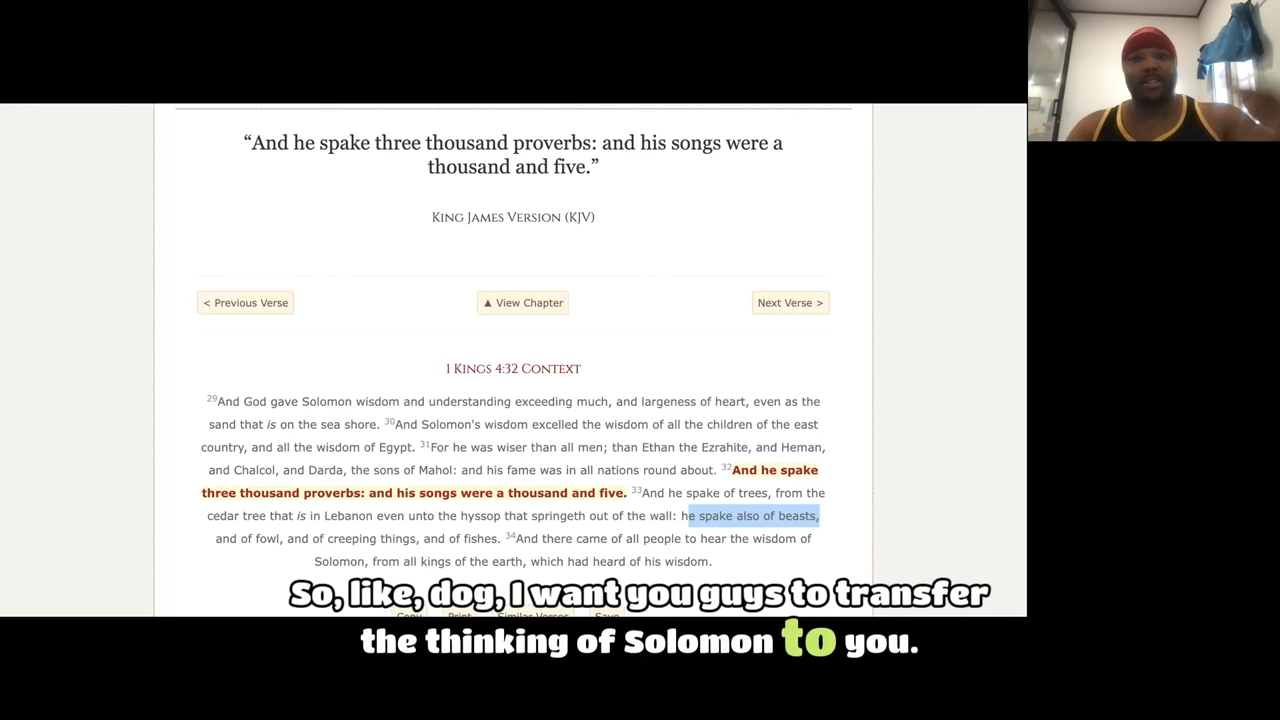 “And he spake three thousand proverbs: and his songs were a
thousand and five.”
King James Version (KJV)
< Previous Verse
▲ View Chapter
Next Verse >
1 Kings 4:32 Context
29And God gave Solomon wisdom and understanding exceeding much, and largeness of heart, even as the
sand that is on the sea shore. 30And Solomon's wisdom excelled the wisdom of all the children of the east
country, and all the wisdom of Egypt. 31For he was wiser than all men; than Ethan the Ezrahite, and Heman,
and Chalcol, and Darda, the sons of Mahol: and his fame was in all nations round about. 32And he spake
three thousand proverbs: and his songs were a thousand and five. 33And he spake of trees, from the
cedar tree that is in Lebanon even unto the hyssop that springeth out of the wall: he spake also of beasts,
and of fowl, and of creeping things, and of fishes. 34And there came of all people to hear the wisdom of
Solomon, from all kings of the earth, which had heard of his wisdom.
So, like, dog, I want you guys to transfer
the thinking of Solomon to you.